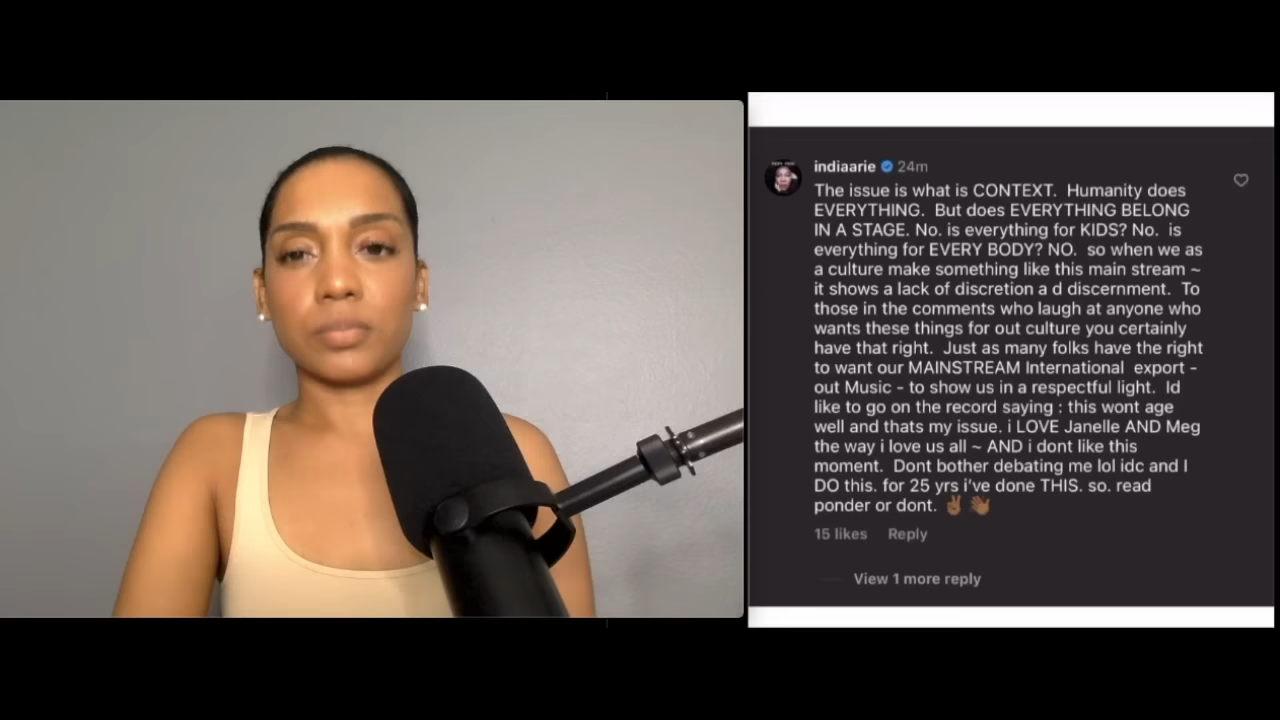 indiaarie 24m
The issue is what is CONTEXT. Humanity does
EVERYTHING. But does EVERYTHING BELONG
IN A STAGE. No. is everything for KIDS? No. is
everything for EVERY BODY? NO. so when we as
a culture make something like this main stream ~
it shows a lack of discretion a d discernment. To
those in the comments who laugh at anyone who
wants these things for out culture you certainly
have that right. Just as many folks have the right
to want our MAINSTREAM International export -
out Music - to show us in a respectful light. Id
like to go on the record saying : this wont age
well and thats my issue. i LOVE Janelle AND Meg
the way i love us all ~ AND i dont like this
moment. Dont bother debating me lol idc and I
DO this. for 25 yrs i've done THIS. so. read
ponder or dont. ✌🏾 👋🏾
15 likes Reply
View 1 more reply